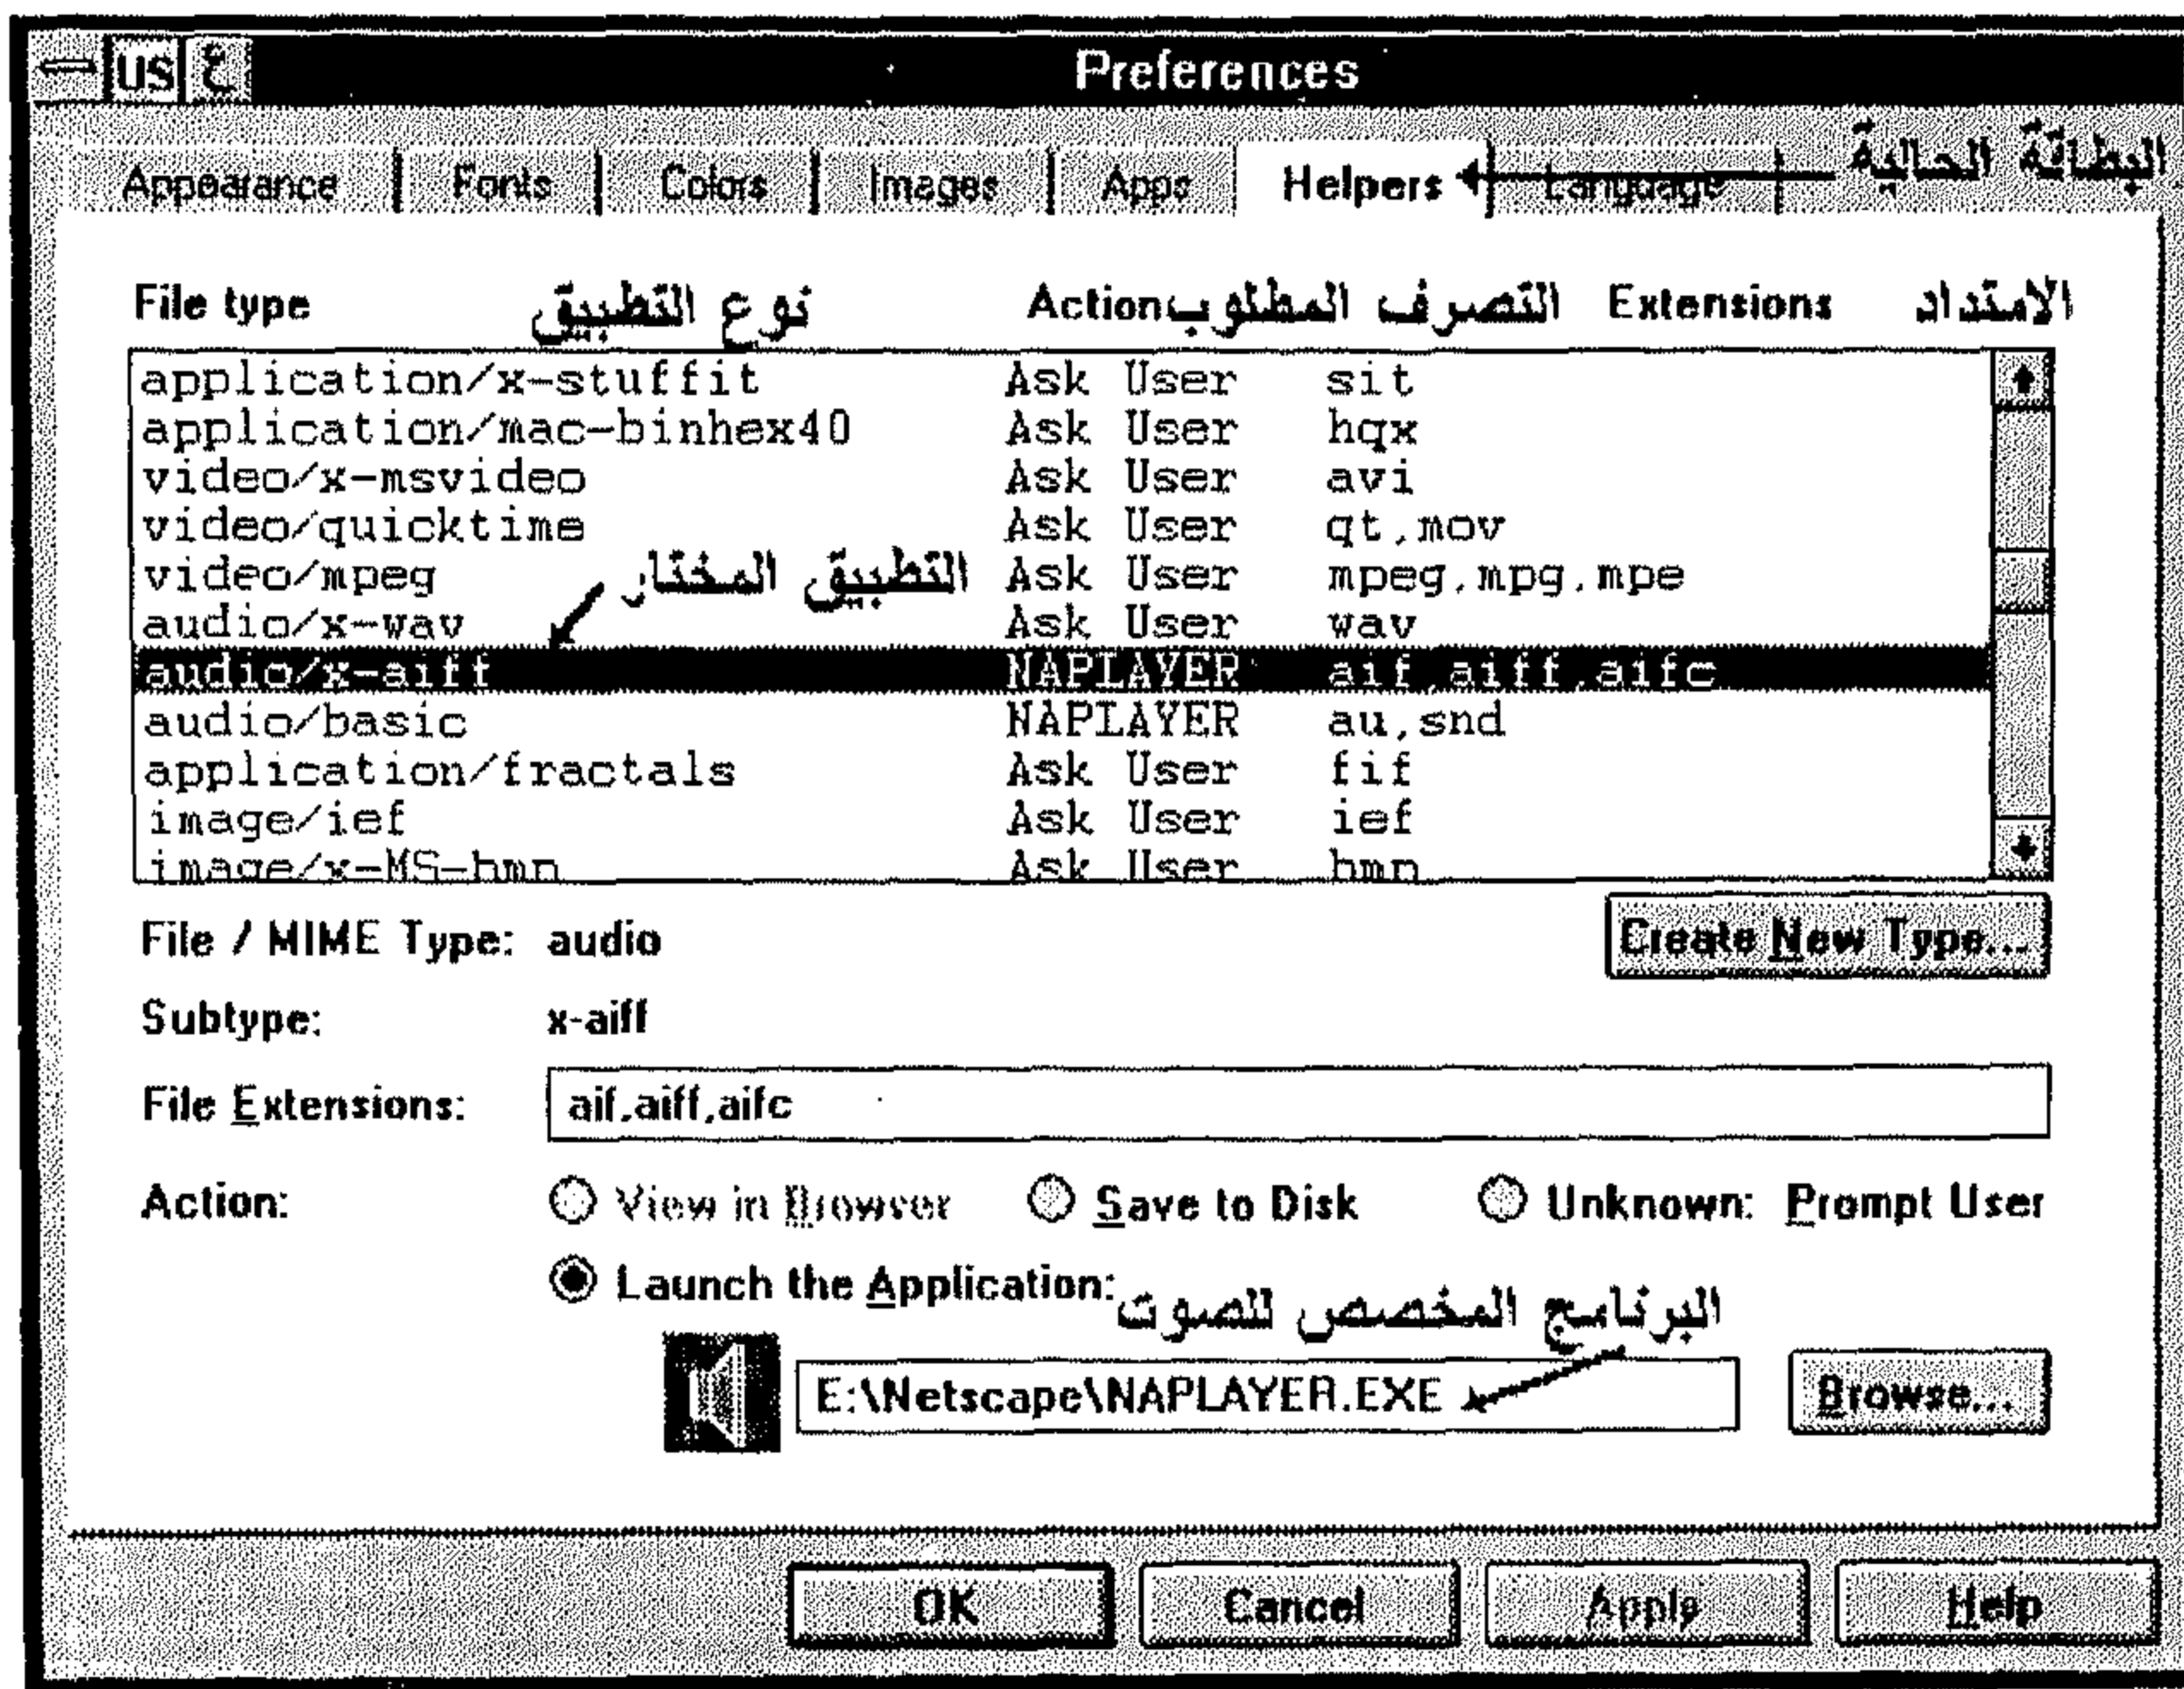 US ع Preferences
Appearance Fonts Colors Images Apps Helpers Language البطاقة الحالية
File type نوع التطبيق Action التصرف المطلوب Extensions الامتداد
application/x-stuffit Ask User sit
application/mac-binhex40 Ask User hqx
video/x-msvideo Ask User avi
video/quicktime Ask User qt,mov
video/mpeg التطبيق المختار Ask User mpeg,mpg,mpe
audio/x-wav Ask User wav
audio/x-aiff NAPLAYER aif,aiff,aifc
audio/basic NAPLAYER au,snd
application/fractals Ask User fif
image/ief Ask User ief
image/x-MS-bmp Ask User bmp
File / MIME Type: audio Create New Type...
Subtype: x-aiff
File Extensions: aif,aiff,aifc
Action: View in Browser Save to Disk Unknown: Prompt User
Launch the Application: البرنامج المخصص للصوت
E:\Netscape\NAPLAYER.EXE Browse...
OK Cancel Apply Help